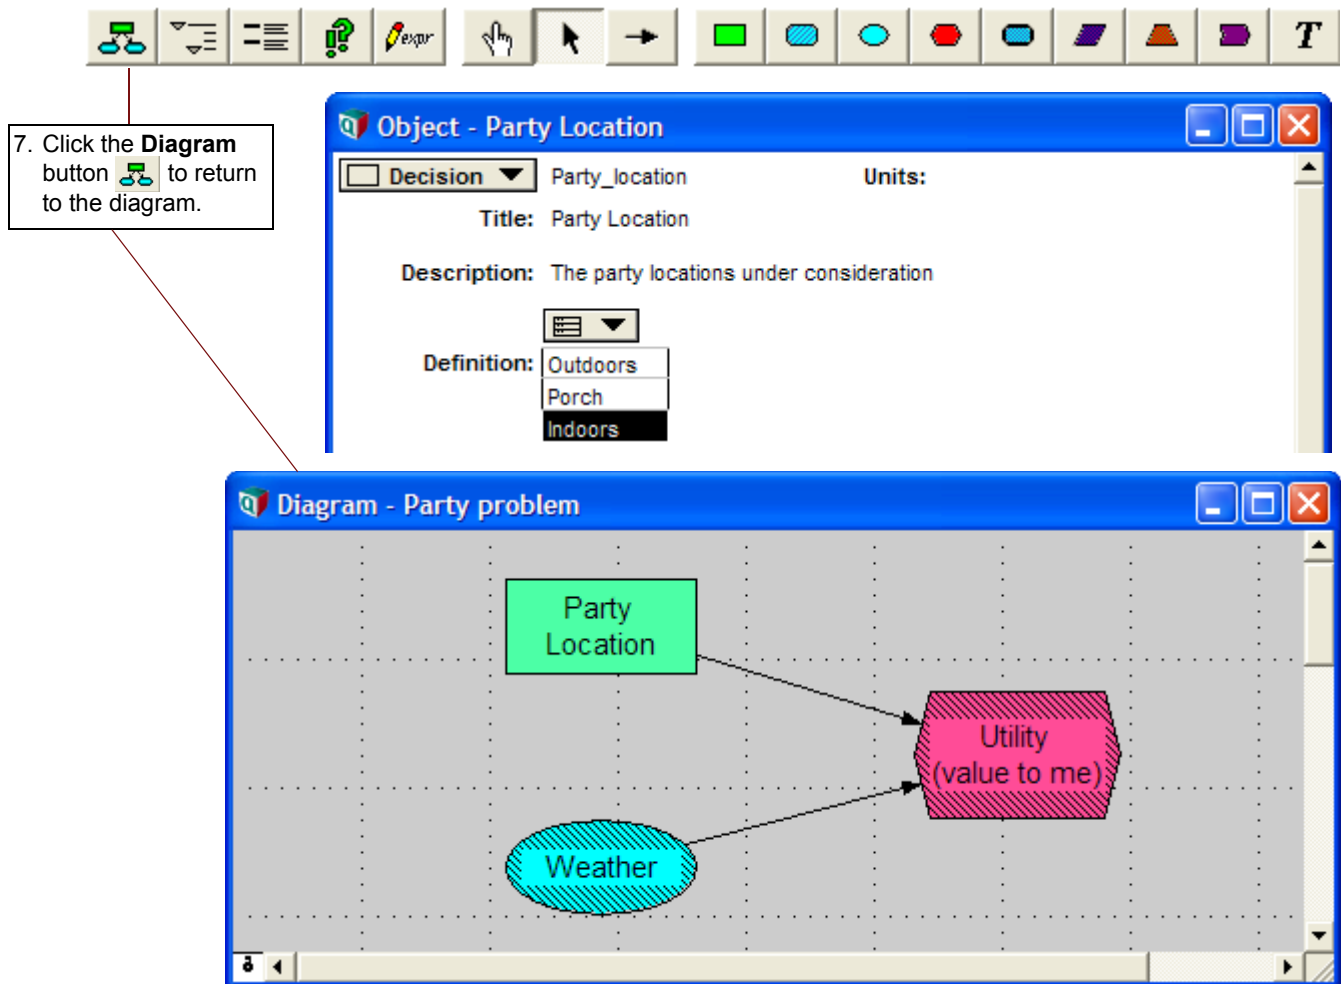 expr
T
7. Click the Diagram
button to return
to the diagram.
Object - Party Location
Decision Party_location Units:
Title: Party Location
Description: The party locations under consideration
Definition: Outdoors
Porch
Indoors
Diagram - Party problem
Party
Location
Utility
(value to me)
Weather